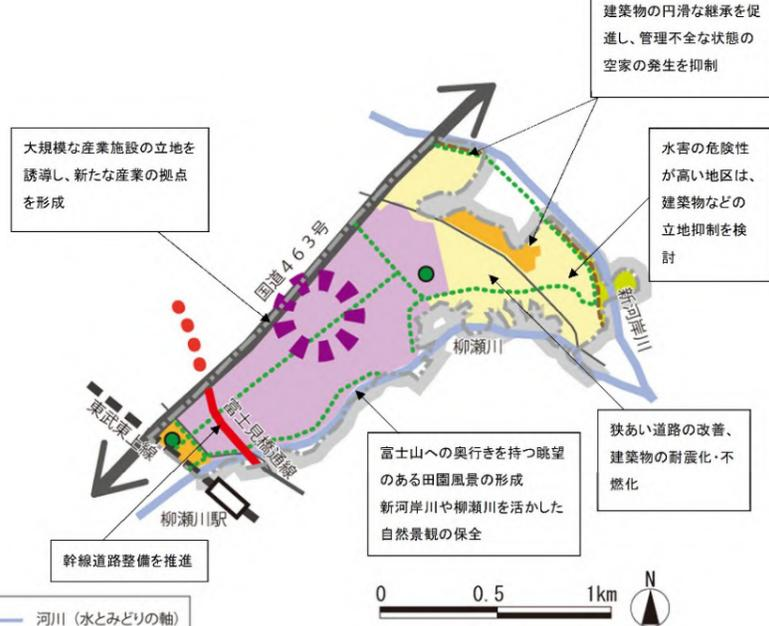 建築物の円滑な継承を促
進し、管理不全な状態の
空家の発生を抑制
大規模な産業施設の立地を
誘導し、新たな産業の拠点
を形成
水害の危険性
が高い地区は、
建築物などの
立地抑制を検
討
国道463号
新河岸川
柳瀬川
東武東上線
富士見橋通線
柳瀬川駅
狭あい道路の改善、
建築物の耐震化・不
燃化
富士山への奥行きを持つ眺望
のある田園風景の形成
新河岸川や柳瀬川を活かした
自然景観の保全
幹線道路整備を推進
0 0.5 1km
N
河川（水とみどりの軸）